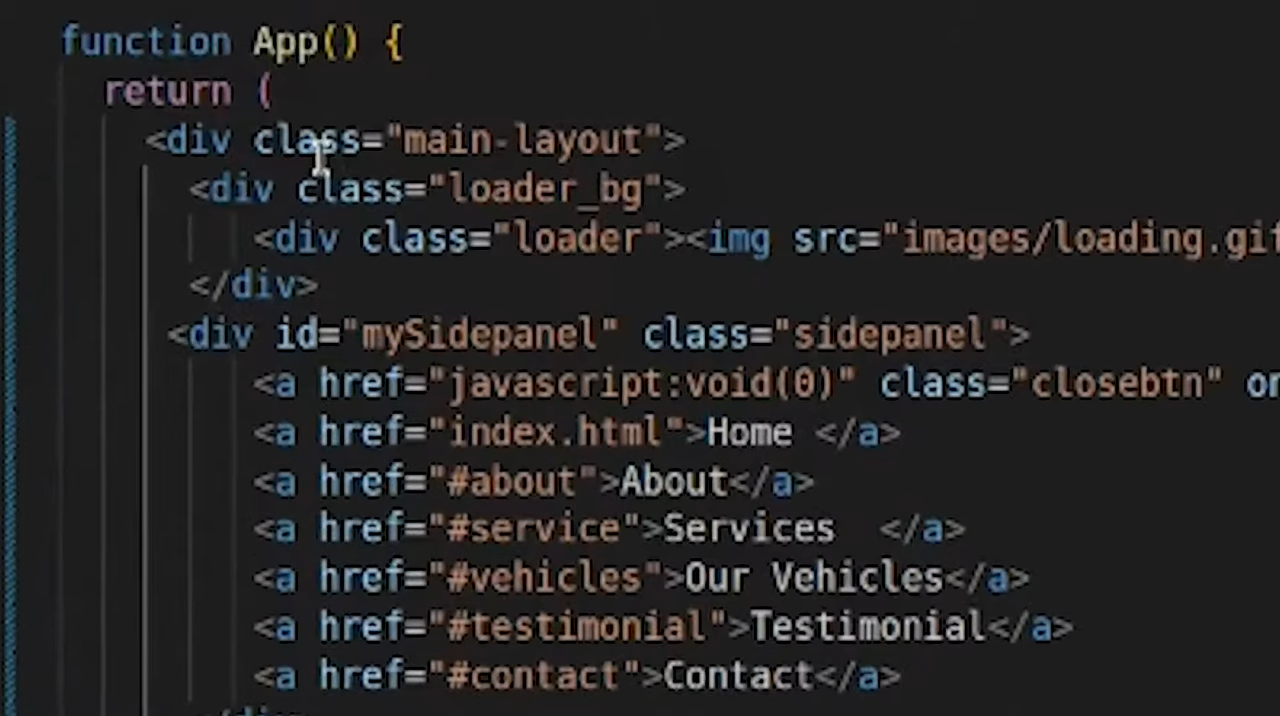 function App() {
return (
<div class="main-layout">
<div class="loader_bg">
<div class="loader"><img src="images/loading.gif
</div>
<div id="mySidepanel" class="sidepanel">
<a href="javascript:void(0)" class="closebtn" on
<a href="index.html">Home </a>
<a href="#about">About</a>
<a href="#service">Services  </a>
<a href="#vehicles">Our Vehicles</a>
<a href="#testimonial">Testimonial</a>
<a href="#contact">Contact</a>
</div>